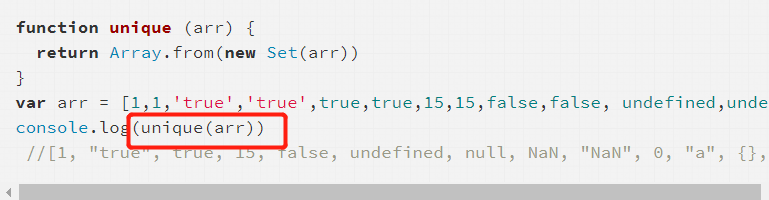 function unique (arr) {
return Array.from(new Set(arr))
}
var arr = [1,1,'true','true',true,true,15,15,false,false, undefined,unde
console.log(unique(arr))
//[1, "true", true, 15, false, undefined, null, NaN, "NaN", 0, "a", {},